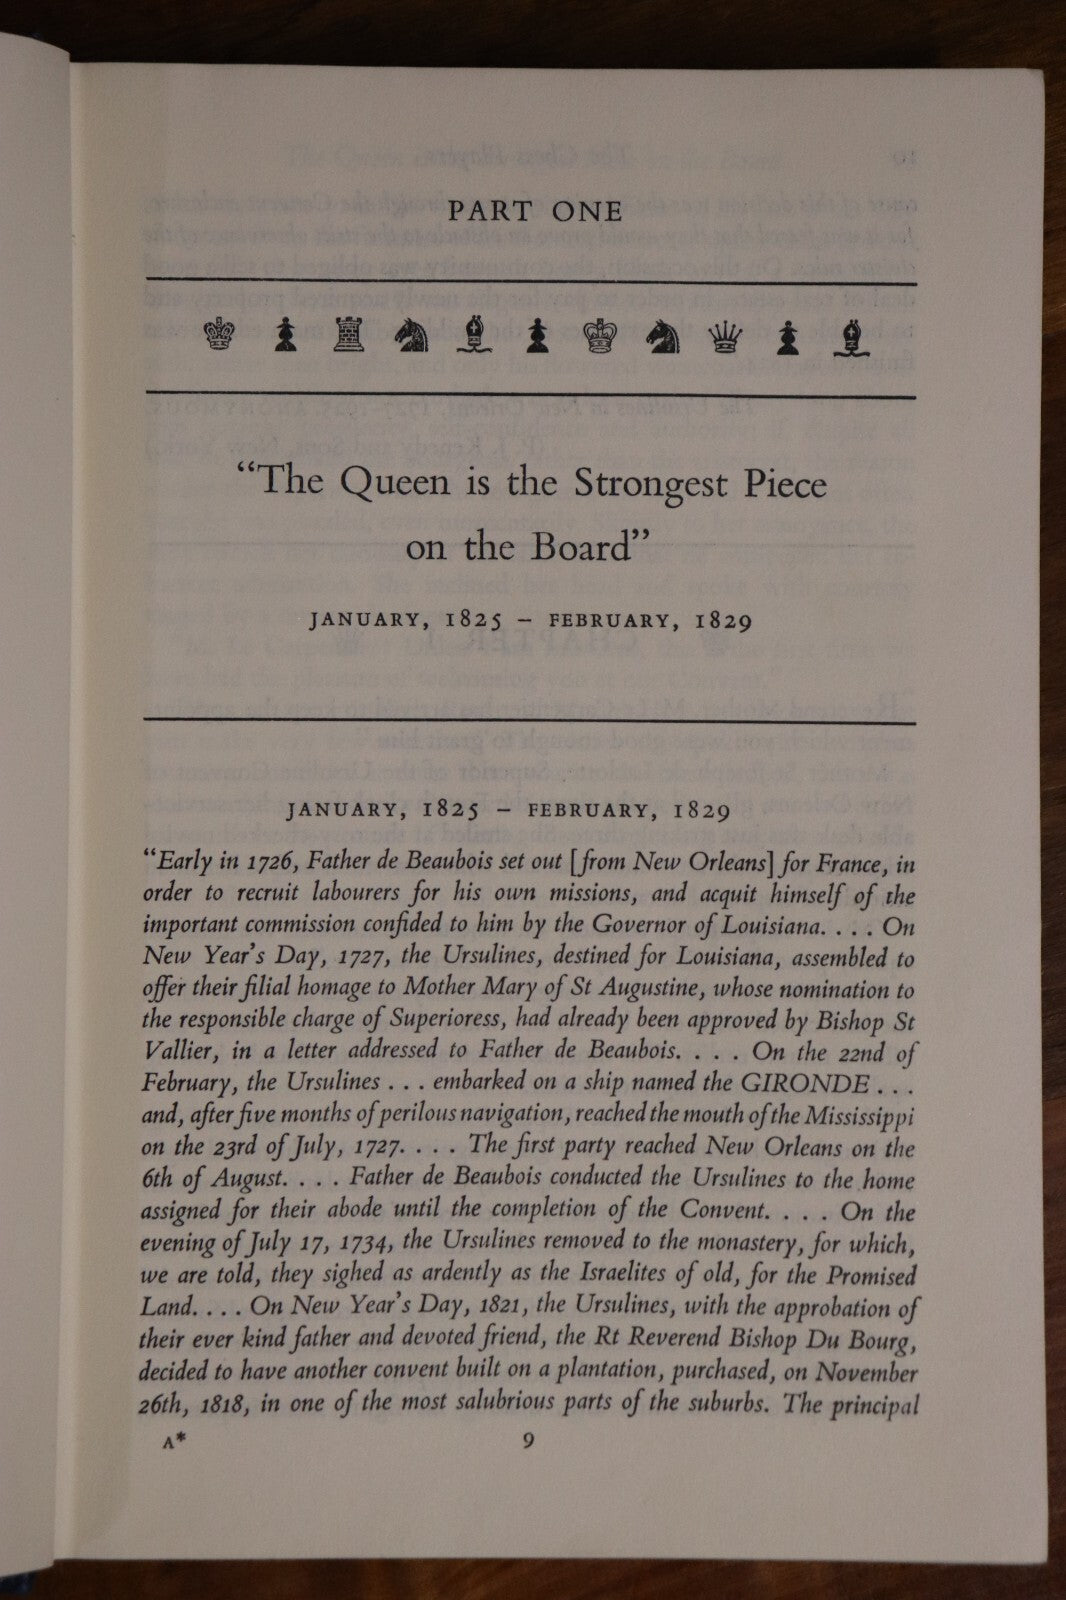 PART ONE
"The Queen is the Strongest Piece
on the Board"
JANUARY, 1825 – FEBRUARY, 1829
JANUARY, 1825 – FEBRUARY, 1829
"Early in 1726, Father de Beaubois set out [from New Orleans] for France, in
order to recruit labourers for his own missions, and acquit himself of the
important commission confided to him by the Governor of Louisiana. . . . On
New Year's Day, 1727, the Ursulines, destined for Louisiana, assembled to
offer their filial homage to Mother Mary of St Augustine, whose nomination to
the responsible charge of Superioress, had already been approved by Bishop St
Vallier, in a letter addressed to Father de Beaubois. . . . On the 22nd of
February, the Ursulines . . . embarked on a ship named the GIRONDE . . .
and, after five months of perilous navigation, reached the mouth of the Mississippi
on the 23rd of July, 1727. . . . The first party reached New Orleans on the
6th of August. . . . Father de Beaubois conducted the Ursulines to the home
assigned for their abode until the completion of the Convent. . . . On the
evening of July 17, 1734, the Ursulines removed to the monastery, for which,
we are told, they sighed as ardently as the Israelites of old, for the Promised
Land. . . . On New Year's Day, 1821, the Ursulines, with the approbation of
their ever kind father and devoted friend, the Rt Reverend Bishop Du Bourg,
decided to have another convent built on a plantation, purchased, on November
26th, 1818, in one of the most salubrious parts of the suburbs. The principal
A*
9